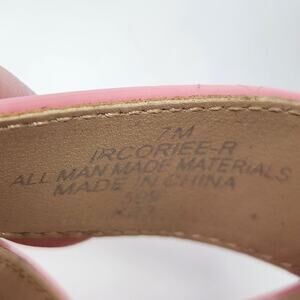 7M
IRCORIEE-R
ALL MAN MADE MATERIALS
MADE IN CHINA